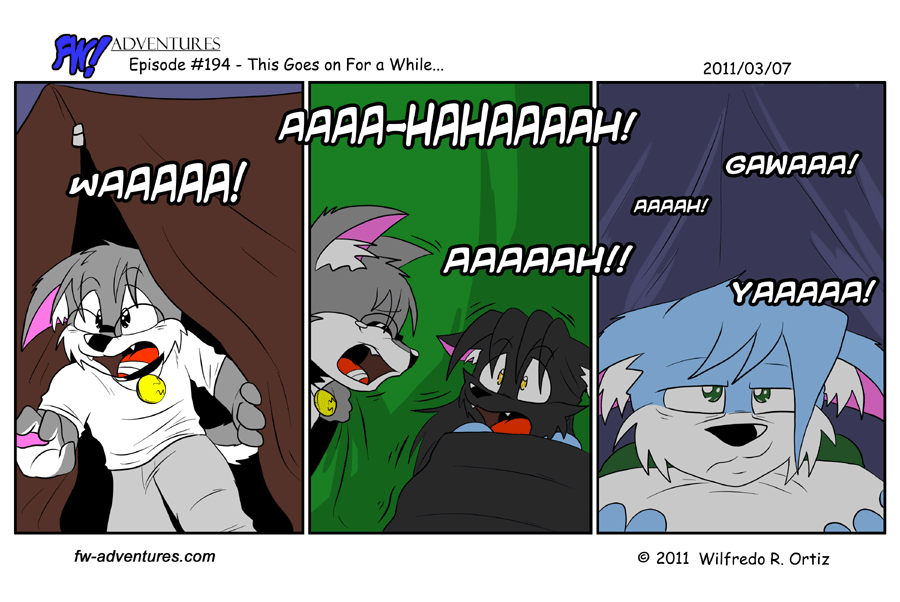 FW! ADVENTURES
Episode #194 - This Goes on For a While...
2011/03/07
WAAAAA!
AAAA-HAHAAAAH!
AAAAAH!!
GAWAAA!
AAAAH!
YAAAAA!
fw-adventures.com
© 2011 Wilfredo R. Ortiz